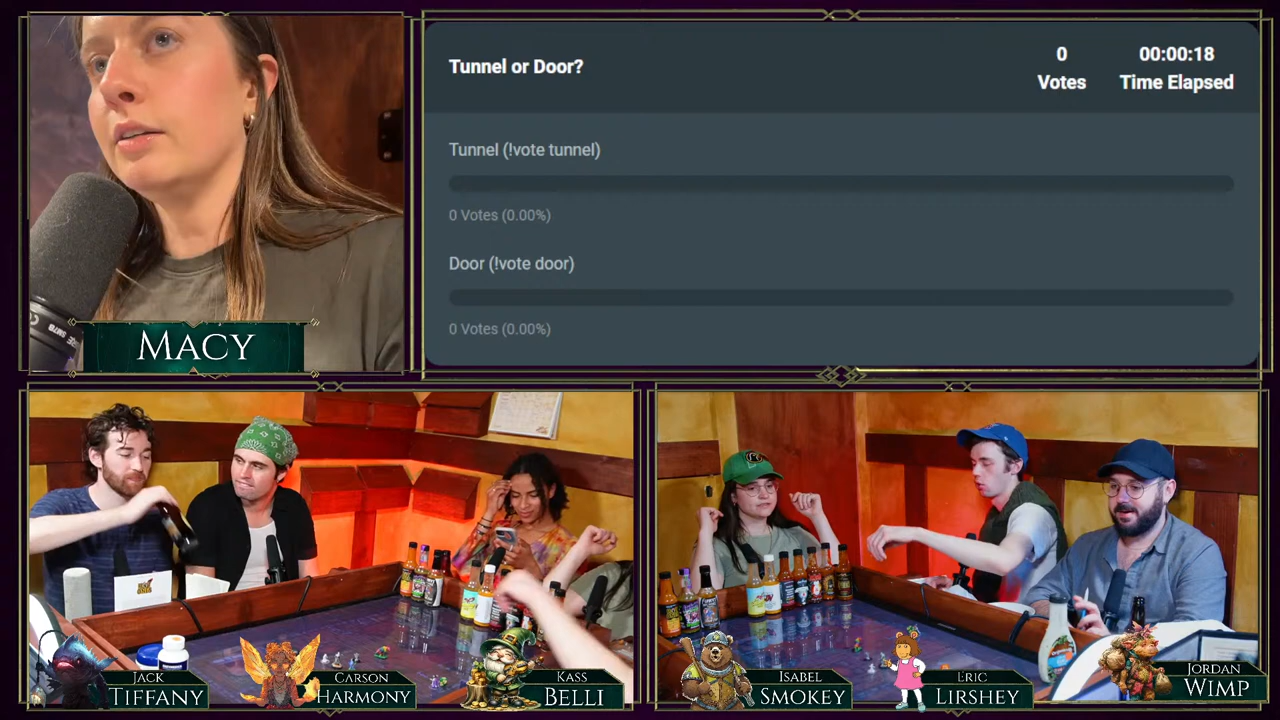 Tunnel or Door?
0
Votes
00:00:18
Time Elapsed
Tunnel (!vote tunnel)
0 Votes (0.00%)
Door (!vote door)
0 Votes (0.00%)
MACY
JACK
TIFFANY
CARSON
HARMONY
KASS
BELLI
ISABEL
SMOKEY
ERIC
LIRSHEY
JORDAN
WIMP